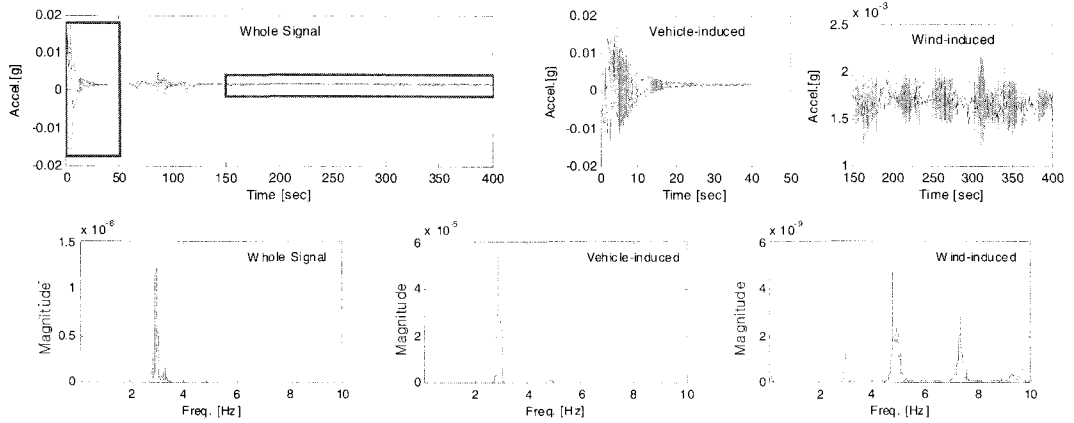 0.02
0.01
0
-0.01
-0.02
Accel.[g]
Whole Signal
0 50 100 150 200 250 300 350 400
Time [sec]
0.02
0.01
0
-0.01
-0.02
Accel.[g]
Vehicle-induced
0 10 20 30 40 50
Time [sec]
x 10-3
2.5
2
1.5
1
Accel.[g]
Wind-induced
150 200 250 300 350 400
Time [sec]
x 10-6
1.5
1
0.5
0
Magnitude
Whole Signal
2 4 6 8 10
Freq. [Hz]
x 10-5
6
4
2
0
Magnitude
Vehicle-induced
2 4 6 8 10
Freq. [Hz]
x 10-9
6
4
2
0
Magnitude
Wind-induced
2 4 6 8 10
Freq. [Hz]